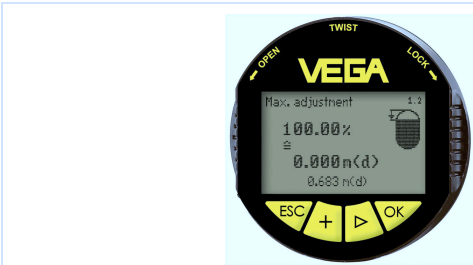 TWIST
← OPEN
LOCK →
VEGA
Max. adjustment 1.2
100.00%
≙
0.000m(d)
0.683 m(d)
ESC + ▷ OK